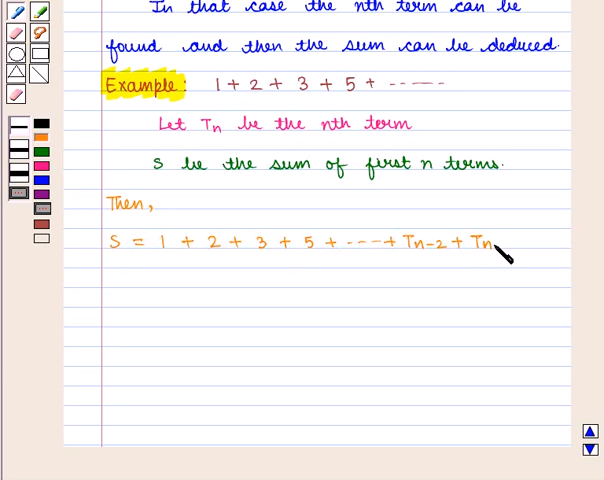 In that case the nth term can be
found and then the sum can be deduced.
Example: 1 + 2 + 3 + 5 + ------
Let Tn be the nth term
S be the sum of first n terms.
Then,
S = 1 + 2 + 3 + 5 + ---- + Tn-2 + Tn